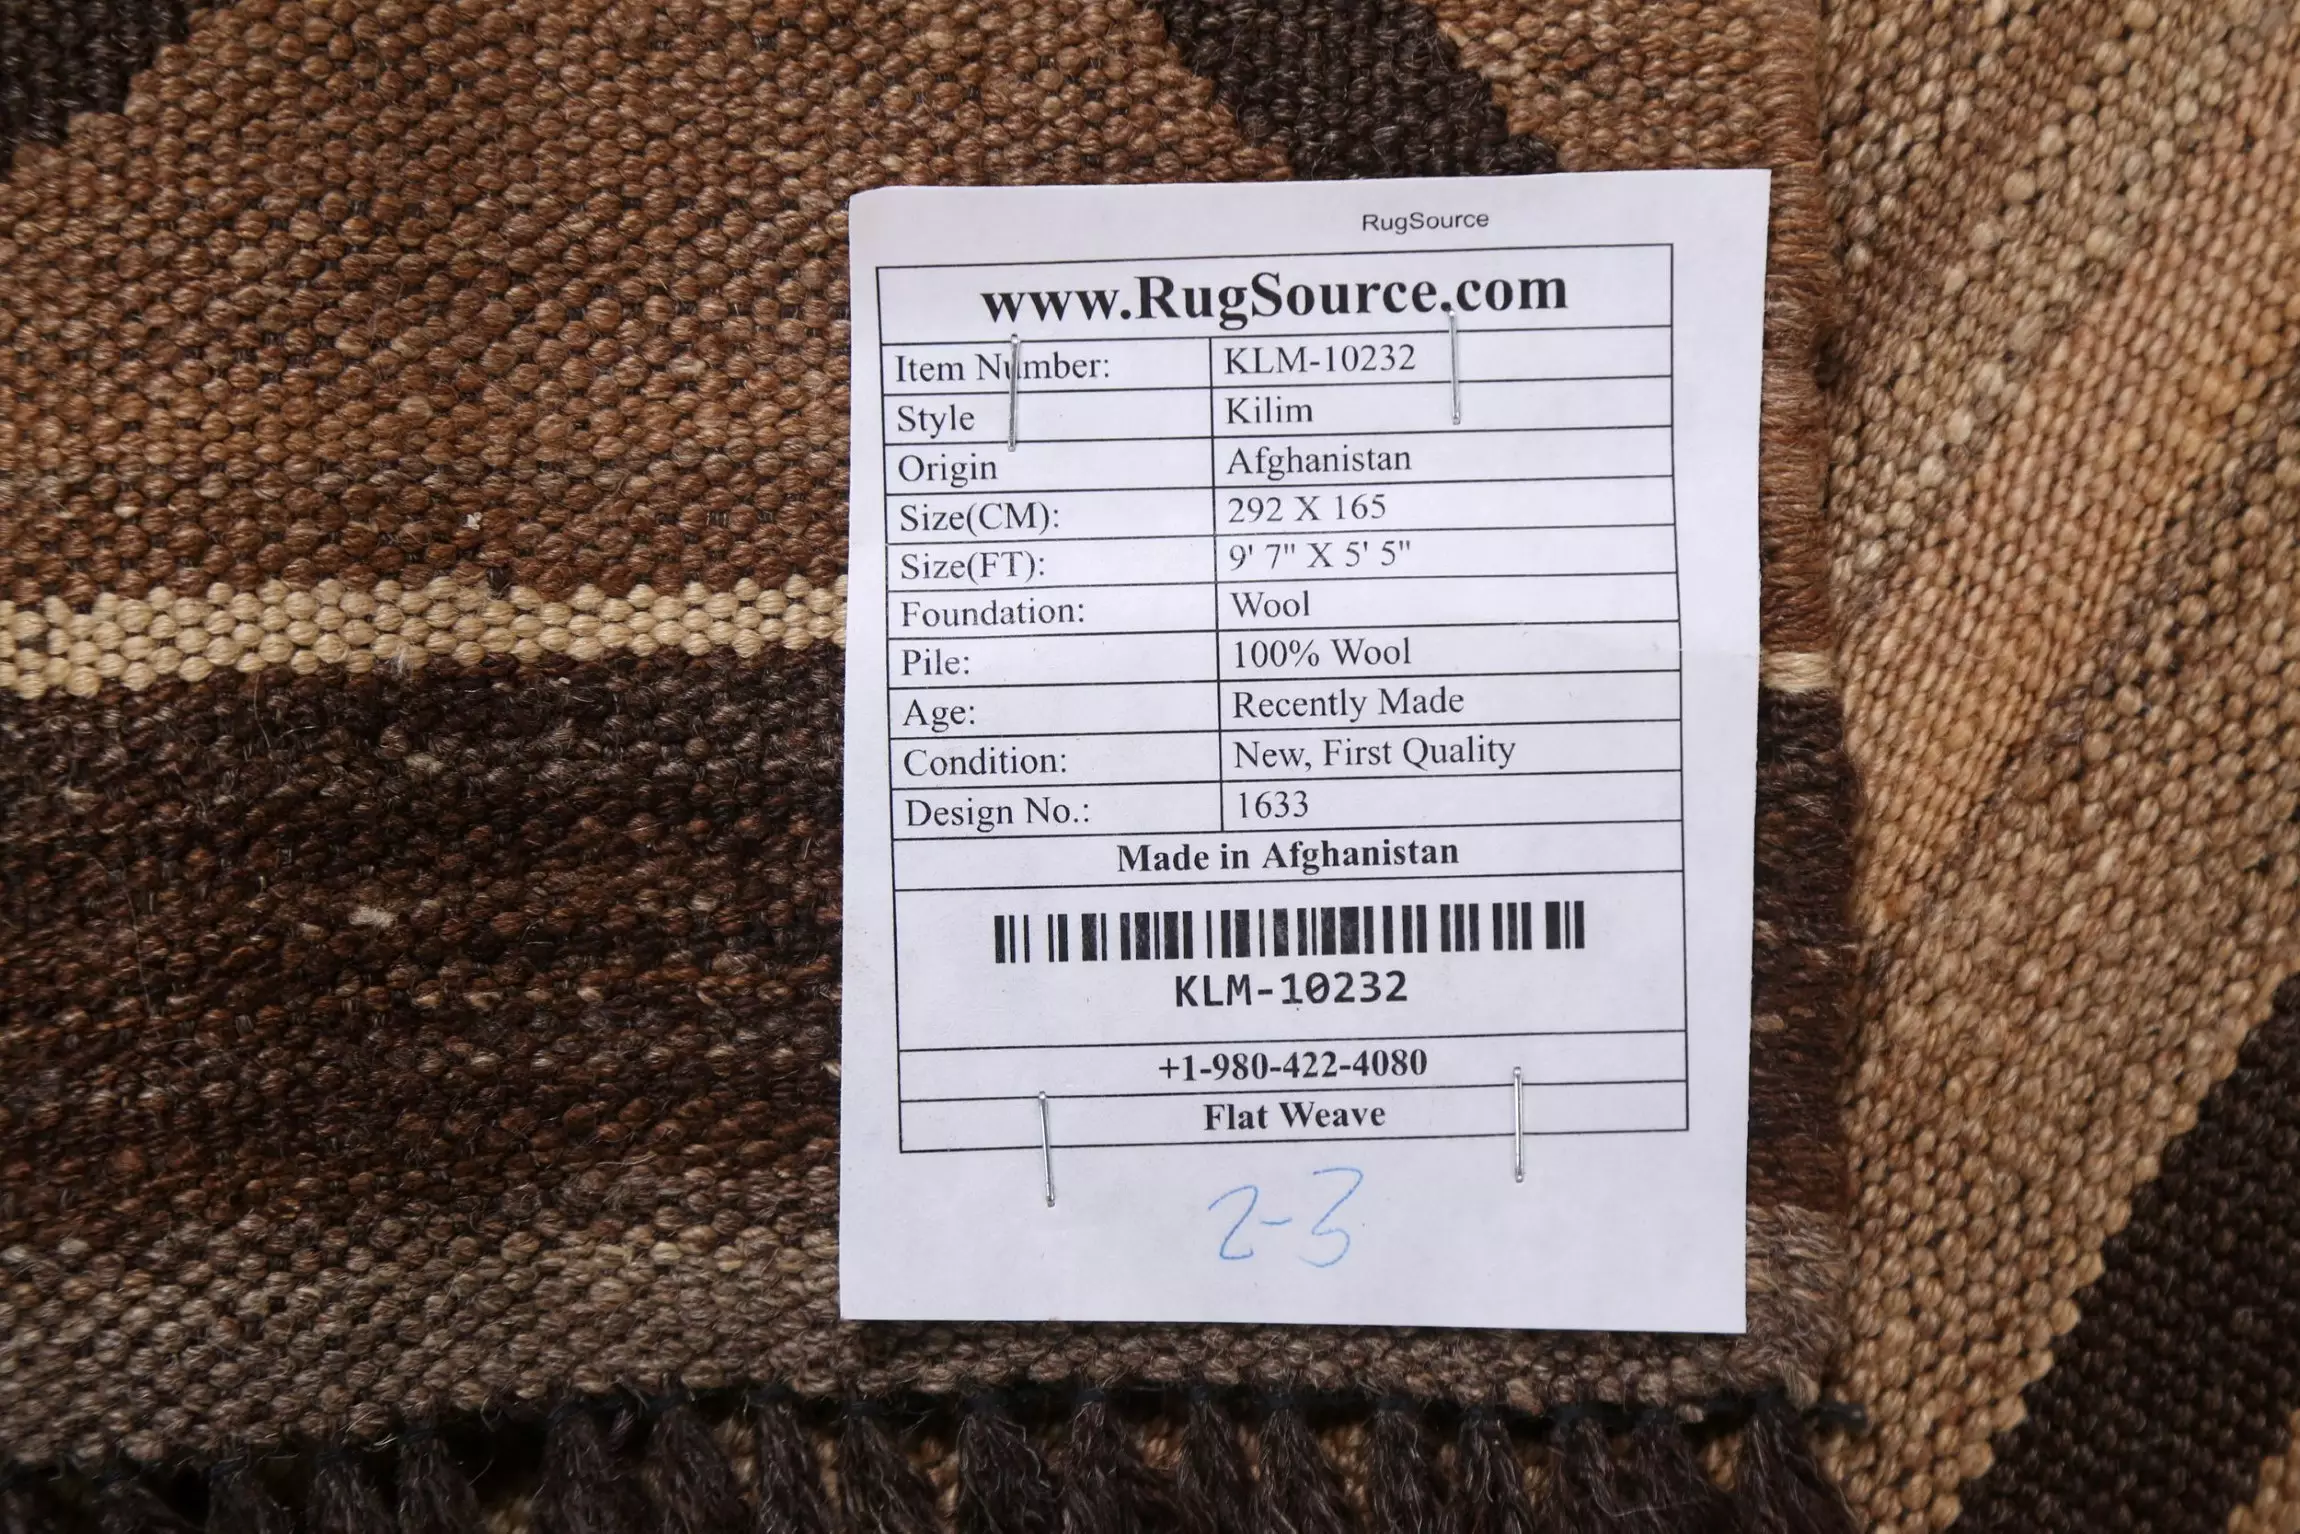 RugSource
www.RugSource.com
Item Number: KLM-10232
Style Kilim
Origin Afghanistan
Size(CM): 292 X 165
Size(FT): 9' 7" X 5' 5"
Foundation: Wool
Pile: 100% Wool
Age: Recently Made
Condition: New, First Quality
Design No.: 1633
Made in Afghanistan
KLM-10232
+1-980-422-4080
Flat Weave
2-3